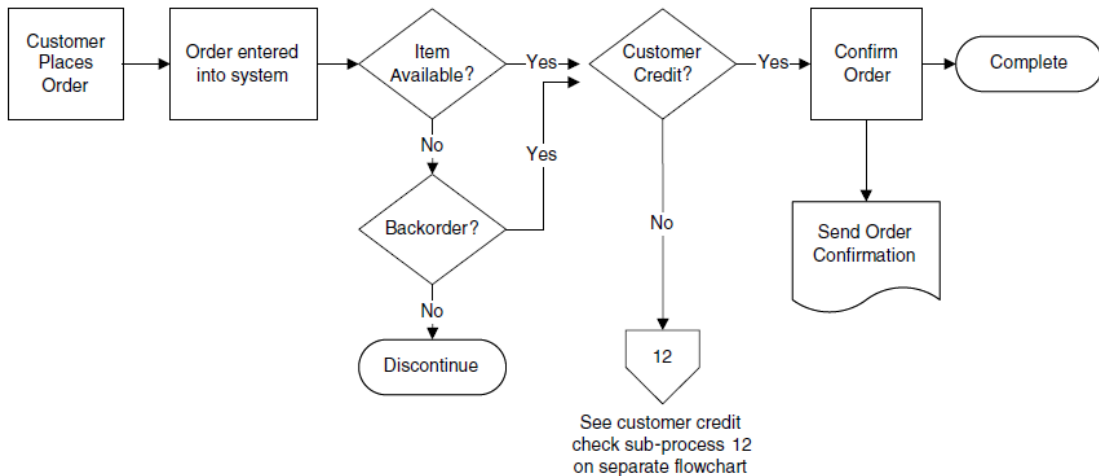 Customer
Places
Order
Order entered
into system
Item
Available?
Yes
Customer
Credit?
Yes
Confirm
Order
Complete
No
Yes
Backorder?
No
Send Order
Confirmation
No
Discontinue
12
See customer credit
check sub-process 12
on separate flowchart